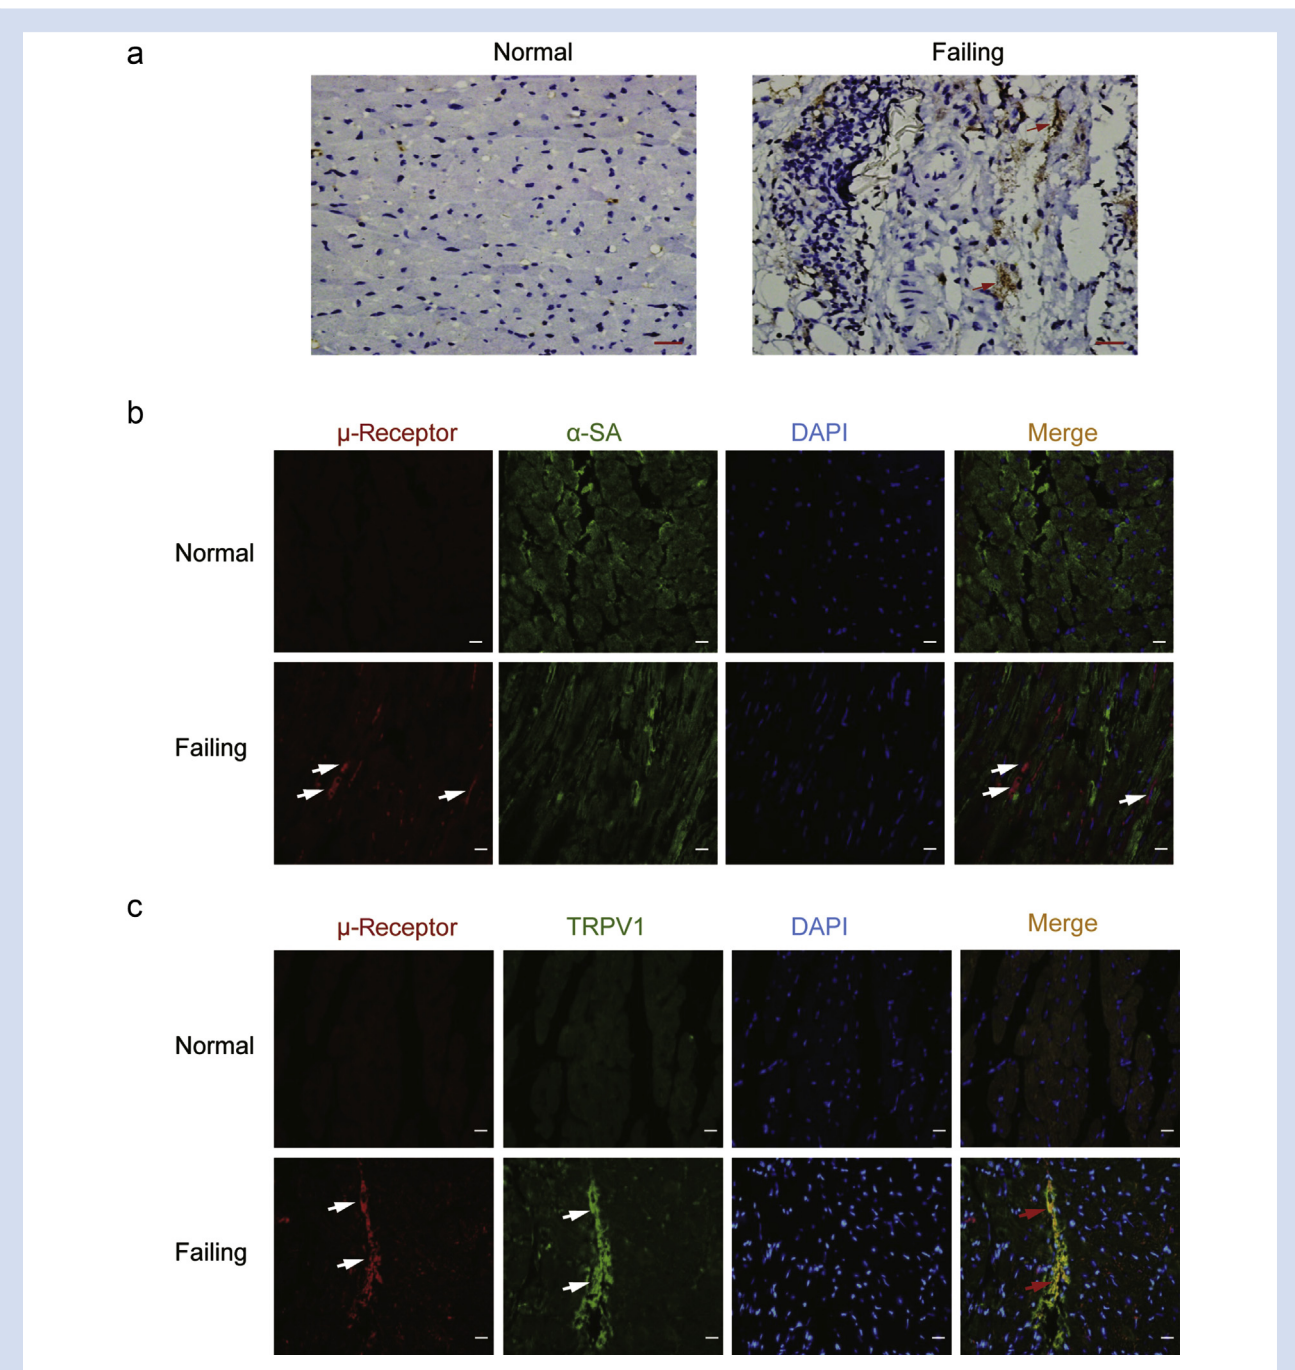 a
Normal Failing
b
μ-Receptor α-SA DAPI Merge
Normal
Failing
c
μ-Receptor TRPV1 DAPI Merge
Normal
Failing